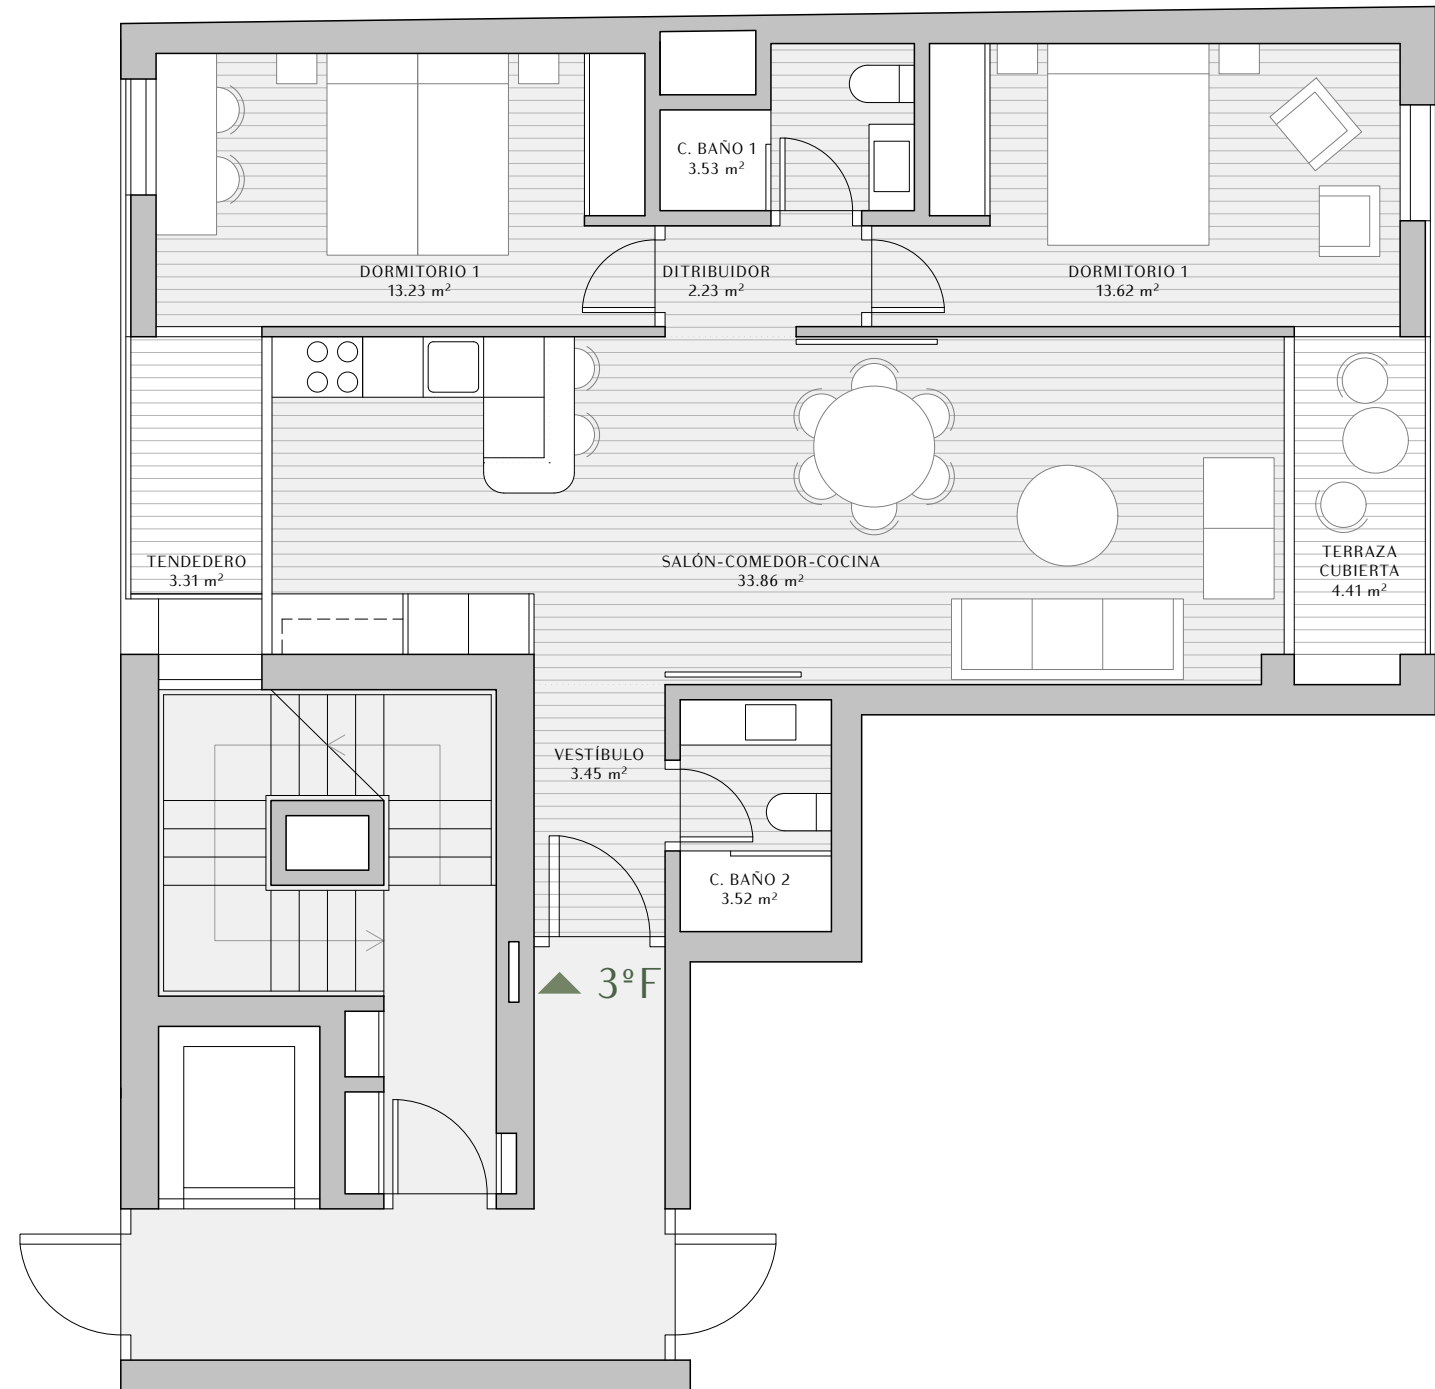 C. BAÑO 1
3.53 m²
DORMITORIO 1
13.23 m²
DITRIBUIDOR
2.23 m²
DORMITORIO 1
13.62 m²
TENDEDERO
3.31 m²
SALÓN-COMEDOR-COCINA
33.86 m²
TERRAZA
CUBIERTA
4.41 m²
VESTÍBULO
3.45 m²
C. BAÑO 2
3.52 m²
3ºF